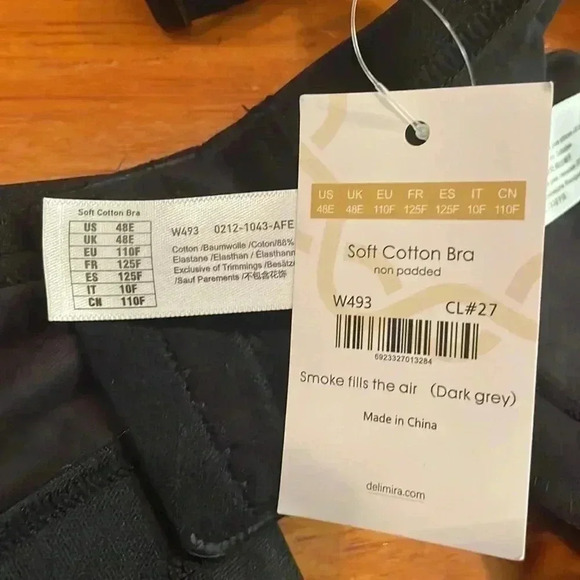 Soft Cotton Bra
US 48E
UK 48E
EU 110F
FR 125F
ES 125F
IT 10F
CN 110F
W493 0212-1043-AFE
Cotton /Baumwolle /Coton/88%
Elastane /Elasthan / Élasthann
Exclusive of Trimmings /Besätz
/Sauf Parements /不包含花饰
US UK EU FR ES IT CN
48E 48E 110F 125F 125F 10F 110F
Soft Cotton Bra
non padded
W493 CL#27
6923327013284
Smoke fills the air (Dark grey)
Made in China
delimira.com